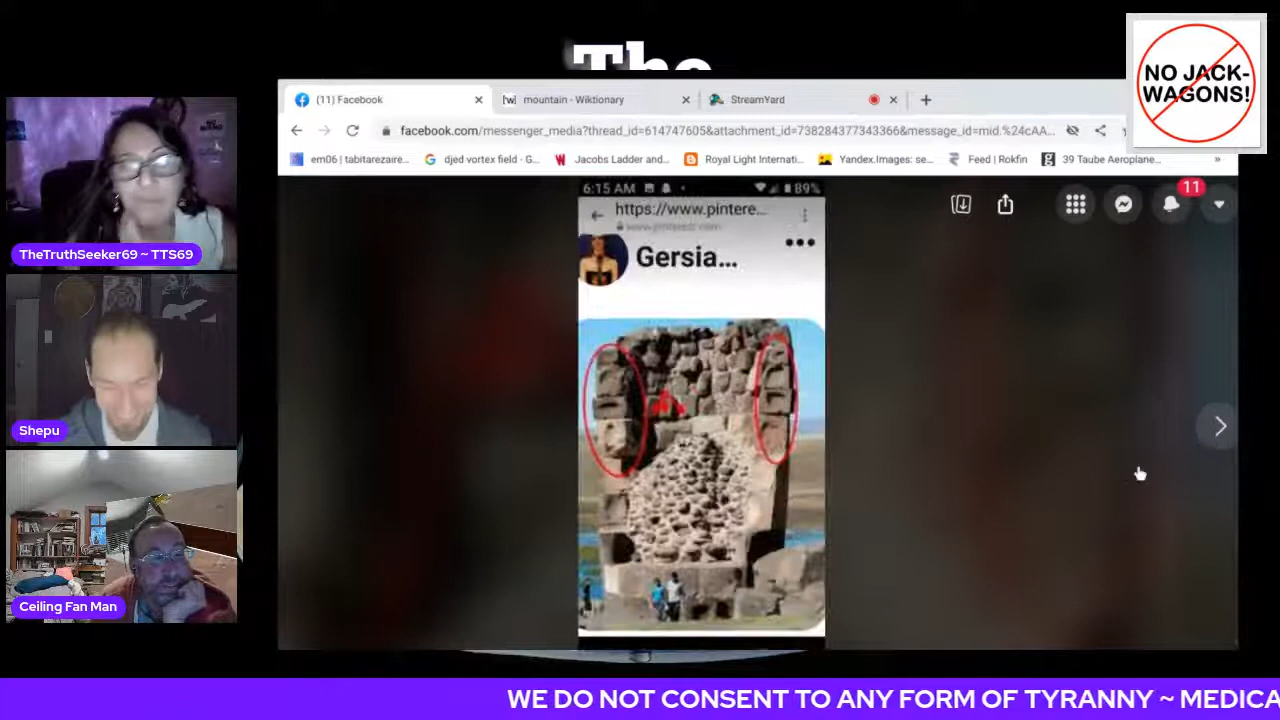 The
NO JACK-
WAGONS!
(11) Facebook
mountain - Wiktionary
StreamYard
facebook.com/messenger_media?thread_id=614747605&attachment_id=738284377343366&message_id=mid.%24cAA...
em06 | tabitarezaire...
djed vortex field - G...
Jacobs Ladder and...
Royal Light Internati...
Yandex.Images: se...
Feed | Rokfin
39 Taube Aeroplane...
»
6:15 AM
89%
11
https://www.pintere...
www.pinterest.com
Gersia...
TheTruthSeeker69 ~ TTS69
Shepu
Ceiling Fan Man
WE DO NOT CONSENT TO ANY FORM OF TYRANNY ~ MEDICA